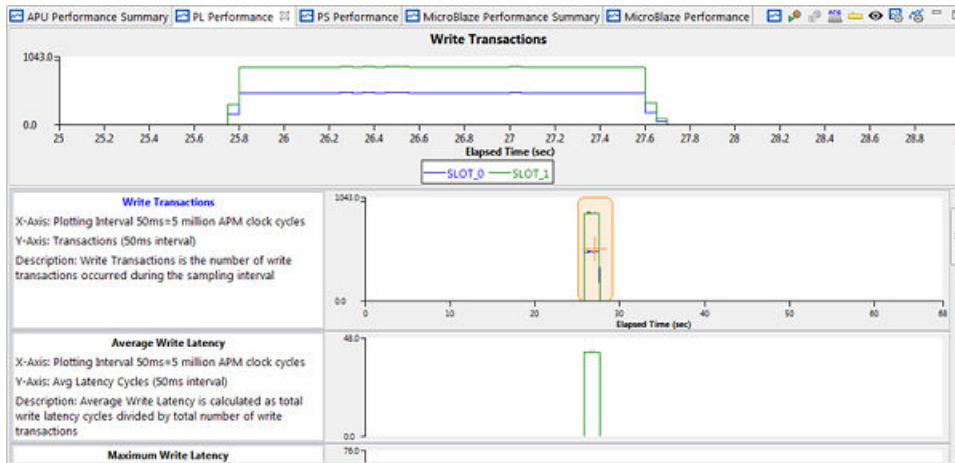 APU Performance Summary PL Performance PS Performance MicroBlaze Performance Summary MicroBlaze Performance
Write Transactions
1043.0
0.0
25 25.2 25.4 25.6 25.8 26 26.2 26.4 26.6 26.8 27 27.2 27.4 27.6 27.8 28 28.2 28.4 28.6 28.8
Elapsed Time (sec)
SLOT_0 SLOT_1
Write Transactions
X-Axis: Plotting Interval 50ms=5 million APM clock cycles
Y-Axis: Transactions (50ms interval)
Description: Write Transactions is the number of write
transactions occurred during the sampling interval
1043.0
0.0
0 10 20 30 40 50 60 68
Elapsed Time (sec)
Average Write Latency
X-Axis: Plotting Interval 50ms=5 million APM clock cycles
Y-Axis: Avg Latency Cycles (50ms interval)
Description: Average Write Latency is calculated as total
write latency cycles divided by total number of write
transactions
48.0
0.0
Maximum Write Latency
76.0